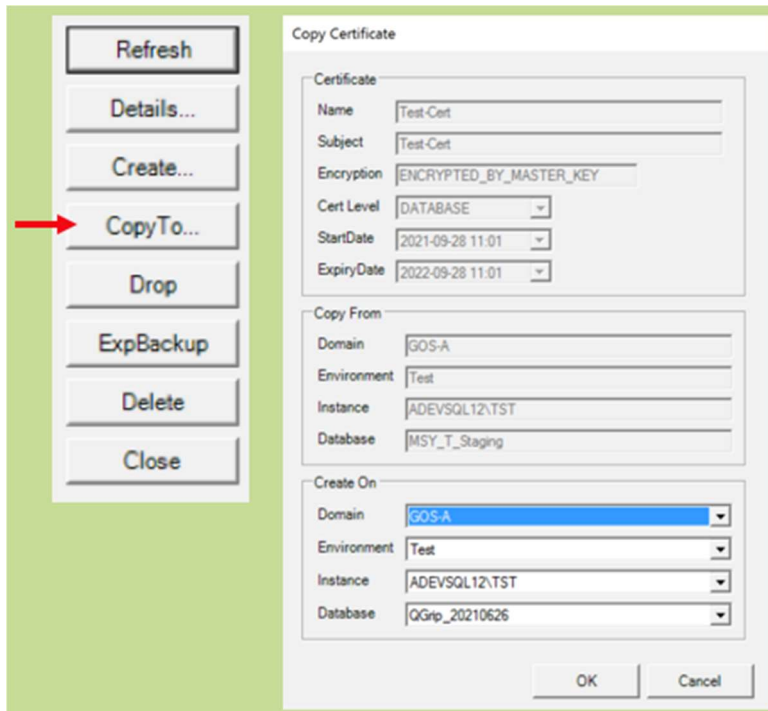 Refresh
Details...
Create...
CopyTo...
Drop
ExpBackup
Delete
Close
Copy Certificate
Certificate
Name Test-Cert
Subject Test-Cert
Encryption ENCRYPTED_BY_MASTER_KEY
Cert Level DATABASE
StartDate 2021-09-28 11:01
ExpiryDate 2022-09-28 11:01
Copy From
Domain GOS-A
Environment Test
Instance ADEVSQL12\TST
Database MSY_T_Staging
Create On
Domain GOS-A
Environment Test
Instance ADEVSQL12\TST
Database QGrip_20210626
OK Cancel